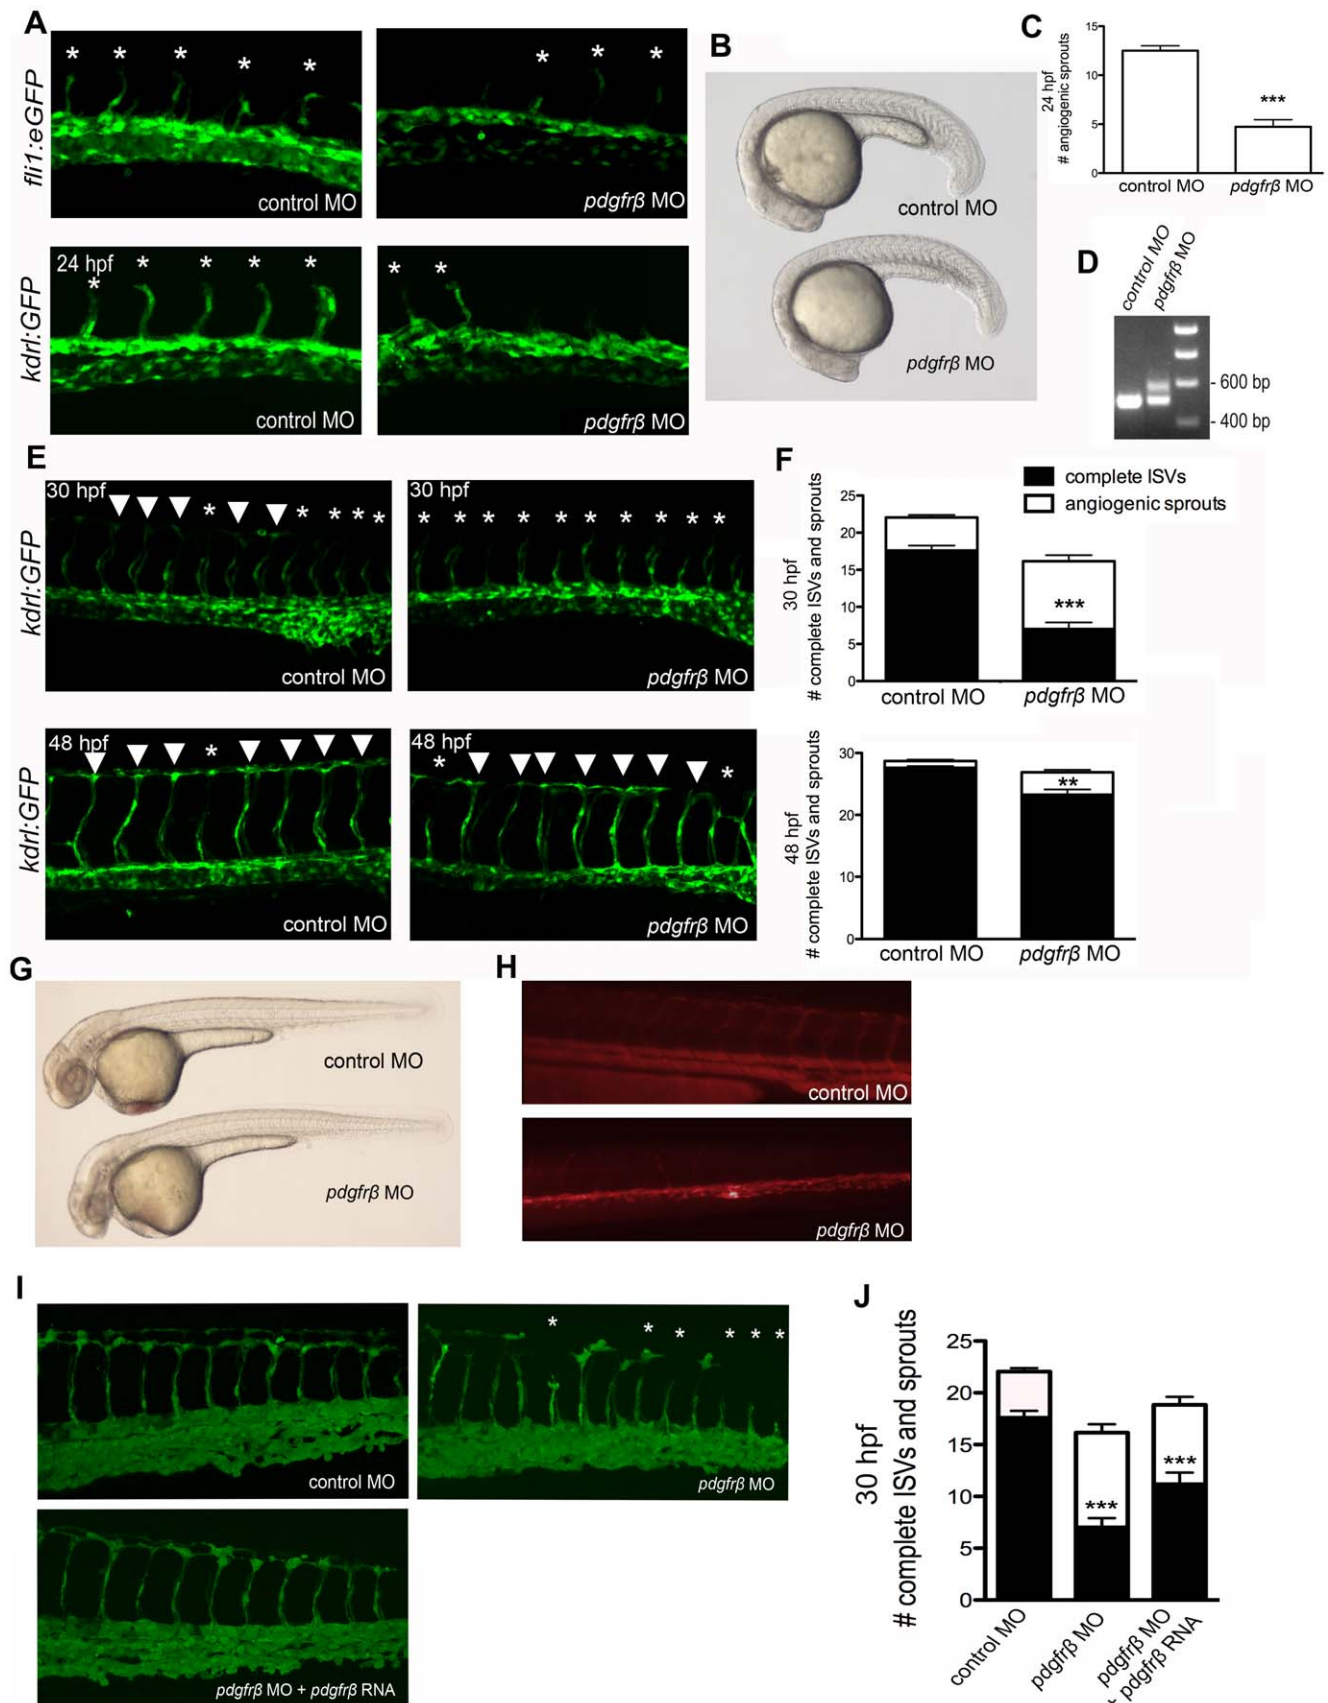 A
fli1:eGFP
* * * * *
control MO
* * *
pdgfrβ MO
kdrl:GFP
24 hpf
* * * * *
control MO
* *
pdgfrβ MO
B
control MO
pdgfrβ MO
C
24 hpf
# angiogenic sprouts
15
10
5
0
***
control MO
pdgfrβ MO
D
control MO
pdgfrβ MO
- 600 bp
- 400 bp
E
kdrl:GFP
30 hpf
* * * * *
control MO
30 hpf
* * * * * * * * * *
pdgfrβ MO
kdrl:GFP
48 hpf
*
control MO
48 hpf
* *
pdgfrβ MO
F
complete ISVs
angiogenic sprouts
30 hpf
# complete ISVs and sprouts
25
20
15
10
5
0
***
control MO
pdgfrβ MO
48 hpf
# complete ISVs and sprouts
30
20
10
0
**
control MO
pdgfrβ MO
G
control MO
pdgfrβ MO
H
control MO
pdgfrβ MO
I
control MO
* * * * * *
pdgfrβ MO
pdgfrβ MO + pdgfrβ RNA
J
30 hpf
# complete ISVs and sprouts
25
20
15
10
5
0
***
***
control MO
pdgfrβ MO
pdgfrβ MO
+ pdgfrβ RNA